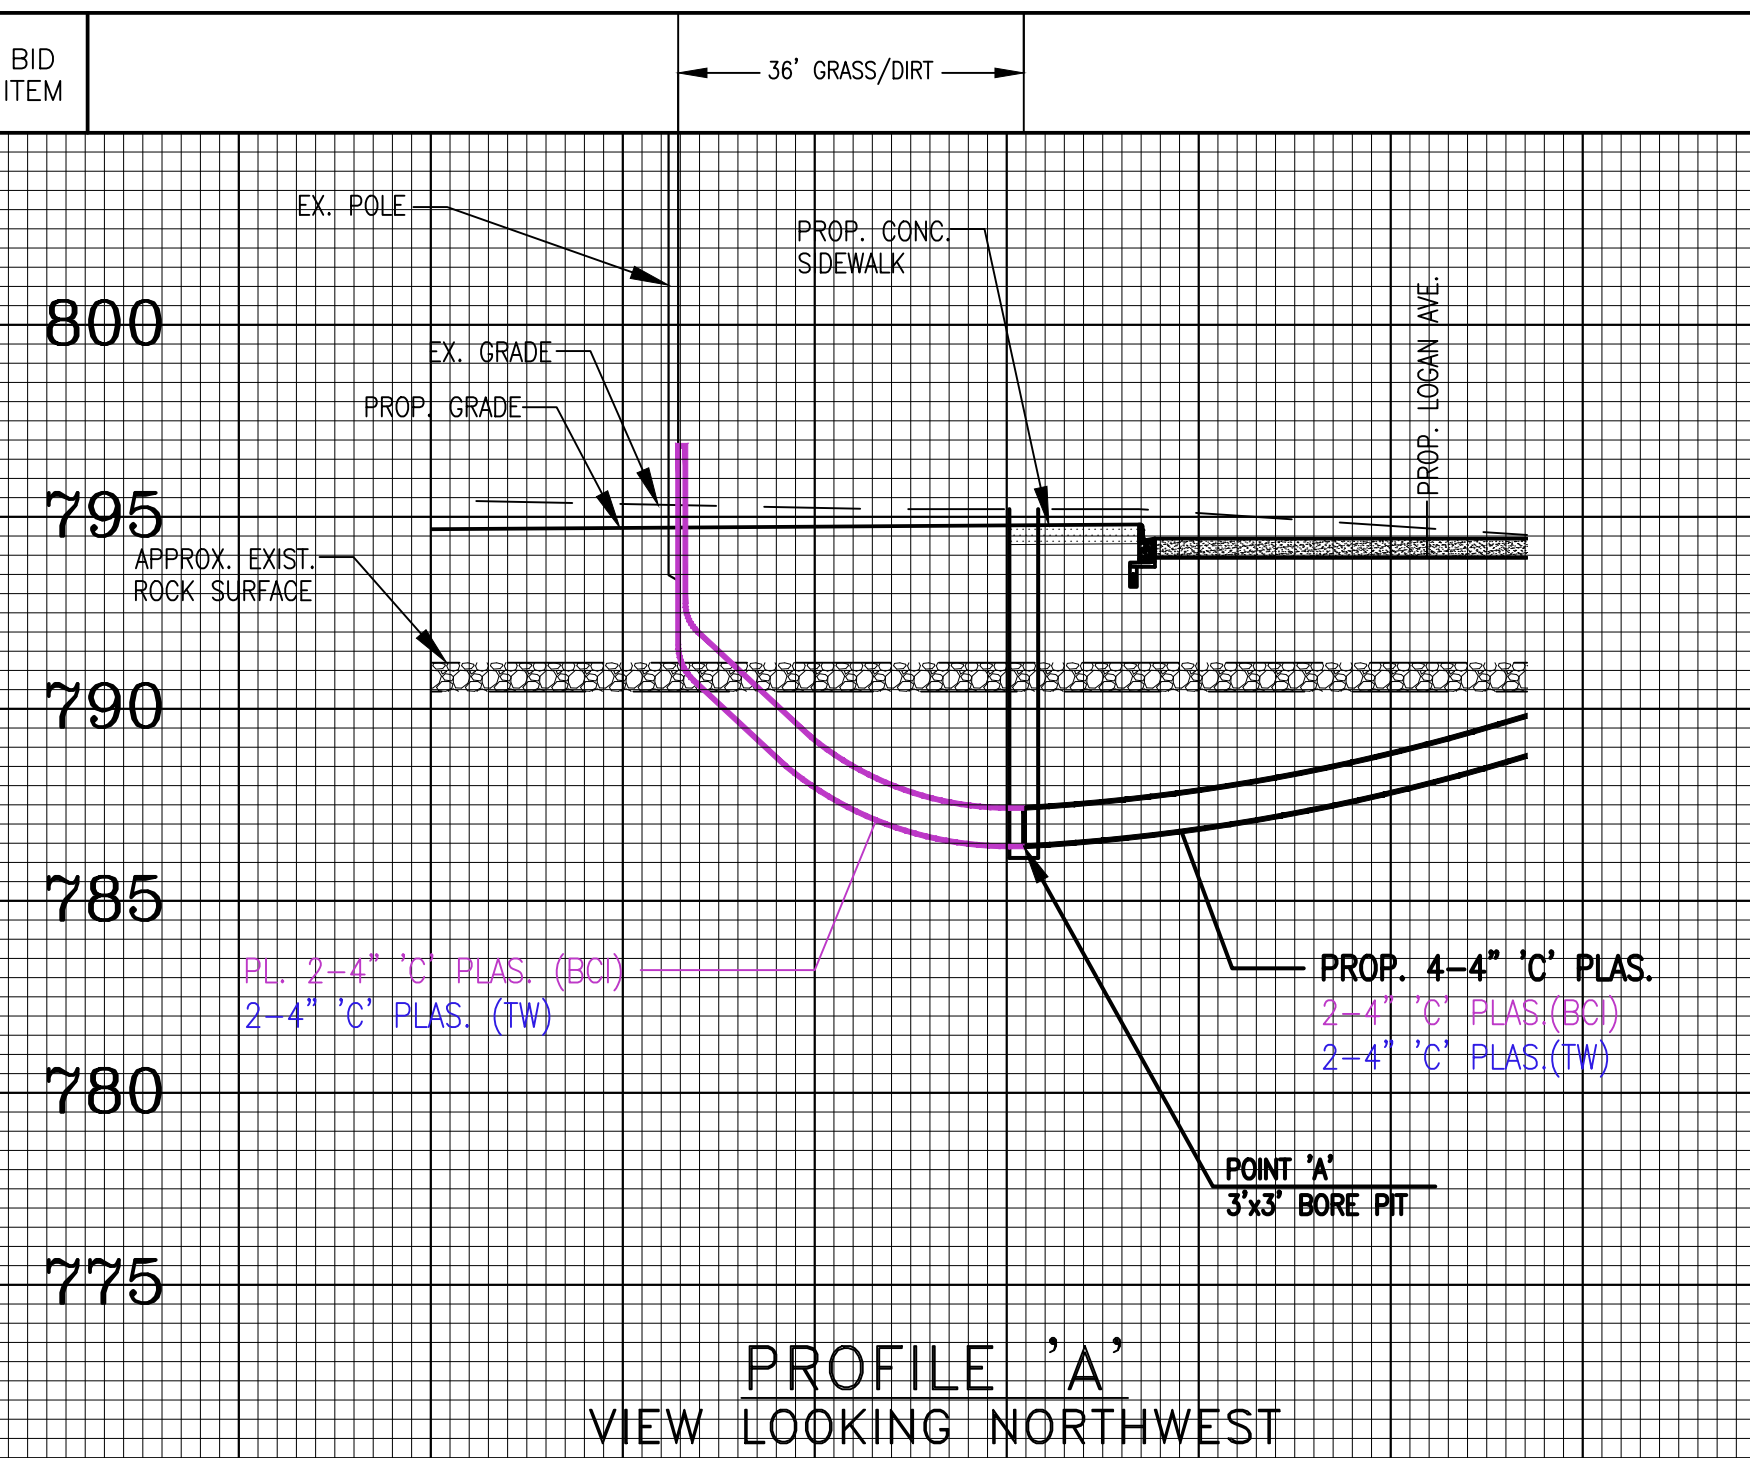 BID
ITEM
36' GRASS/DIRT
EX. POLE
PROP. CONC.
SIDEWALK
800
EX. GRADE
PROP. GRADE
PROP. LOGAN AVE.
795
APPROX. EXIST.
ROCK SURFACE
790
785
PL. 2-4" 'C' PLAS. (BCI)
2-4" 'C' PLAS. (TW)
PROP. 4-4" 'C' PLAS.
2-4" 'C' PLAS.(BCI)
2-4" 'C' PLAS.(TW)
780
POINT 'A'
3'x3' BORE PIT
775
PROFILE 'A'
VIEW LOOKING NORTHWEST